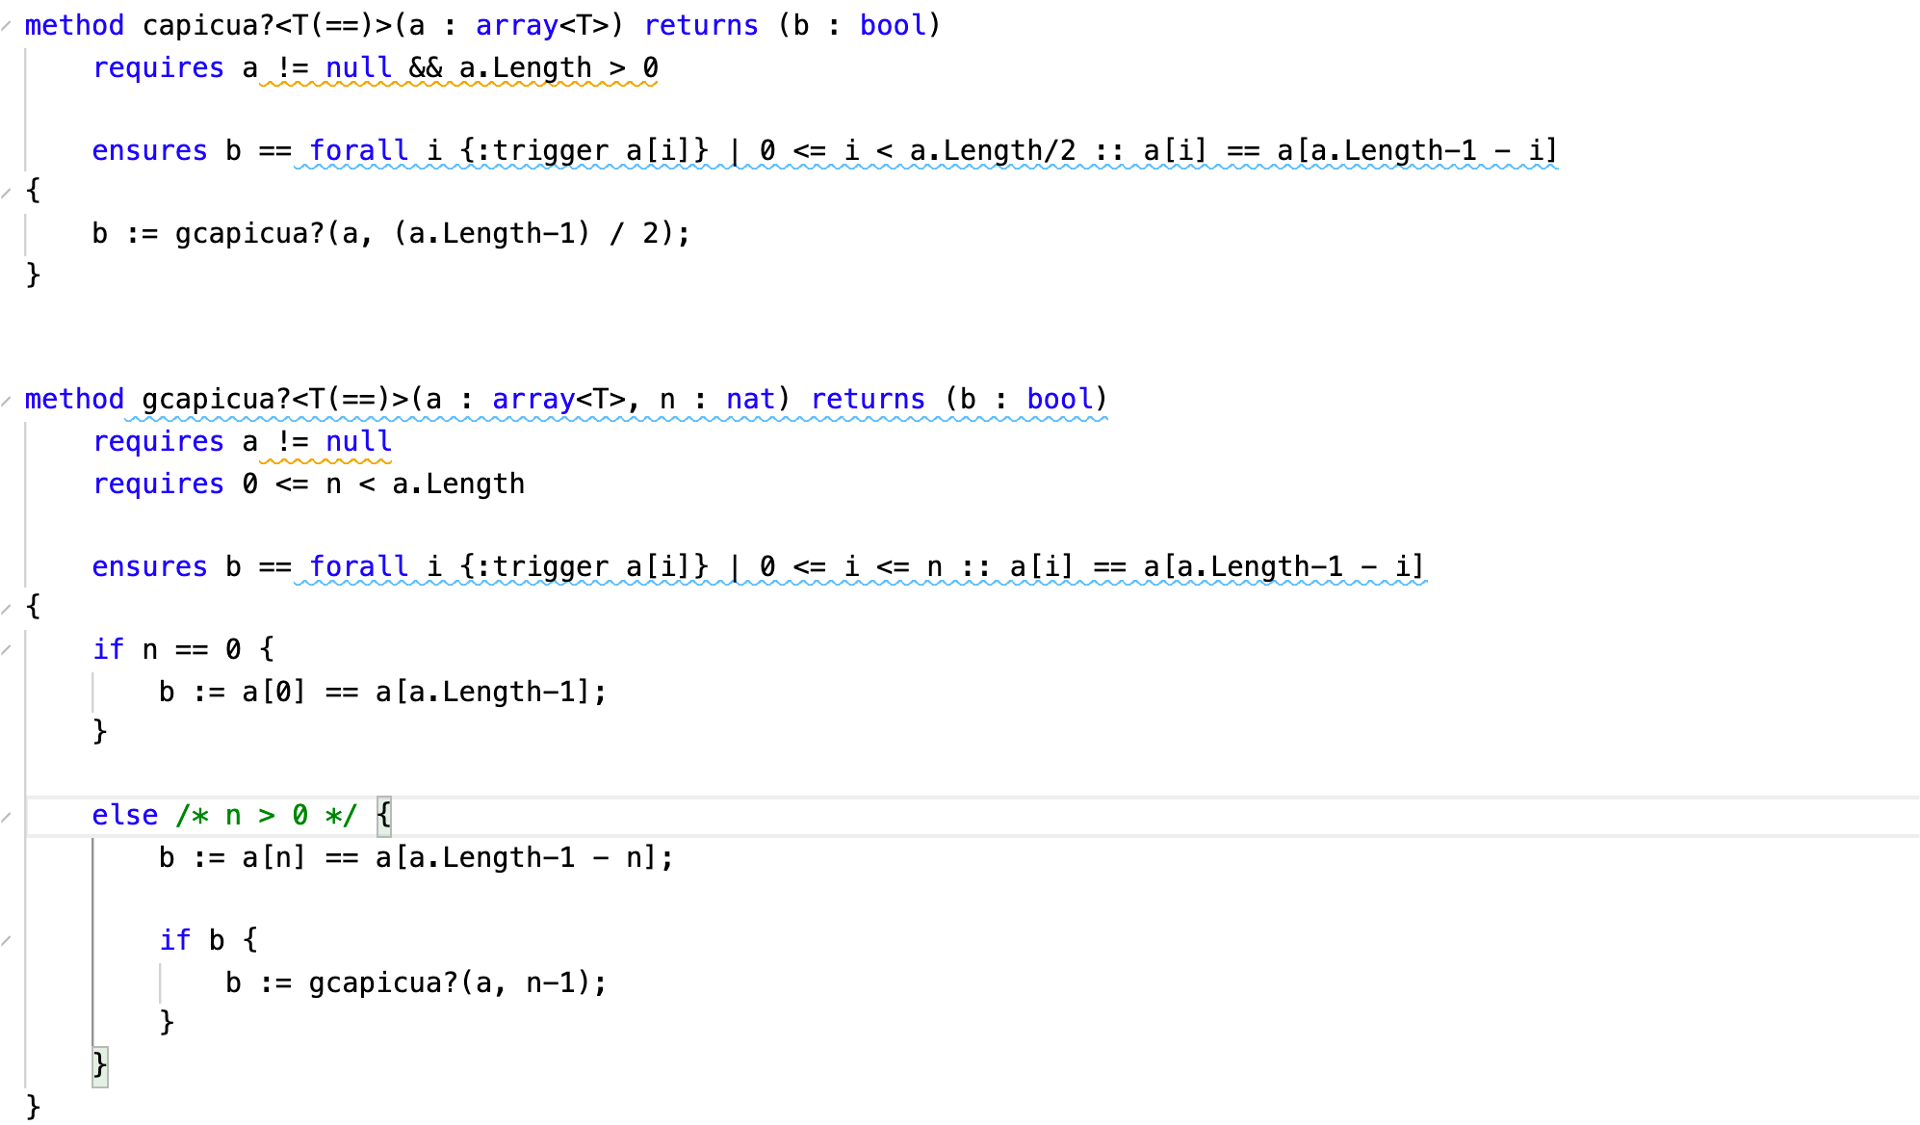 method capicua?<T(==)>(a : array<T>) returns (b : bool)
    requires a != null && a.Length > 0
    ensures b == forall i {:trigger a[i]} | 0 <= i < a.Length/2 :: a[i] == a[a.Length-1 - i]
{
    b := gcapicua?(a, (a.Length-1) / 2);
}
method gcapicua?<T(==)>(a : array<T>, n : nat) returns (b : bool)
    requires a != null
    requires 0 <= n < a.Length
    ensures b == forall i {:trigger a[i]} | 0 <= i <= n :: a[i] == a[a.Length-1 - i]
{
    if n == 0 {
        b := a[0] == a[a.Length-1];
    }
    else /* n > 0 */ {
        b := a[n] == a[a.Length-1 - n];
        if b {
            b := gcapicua?(a, n-1);
        }
    }
}